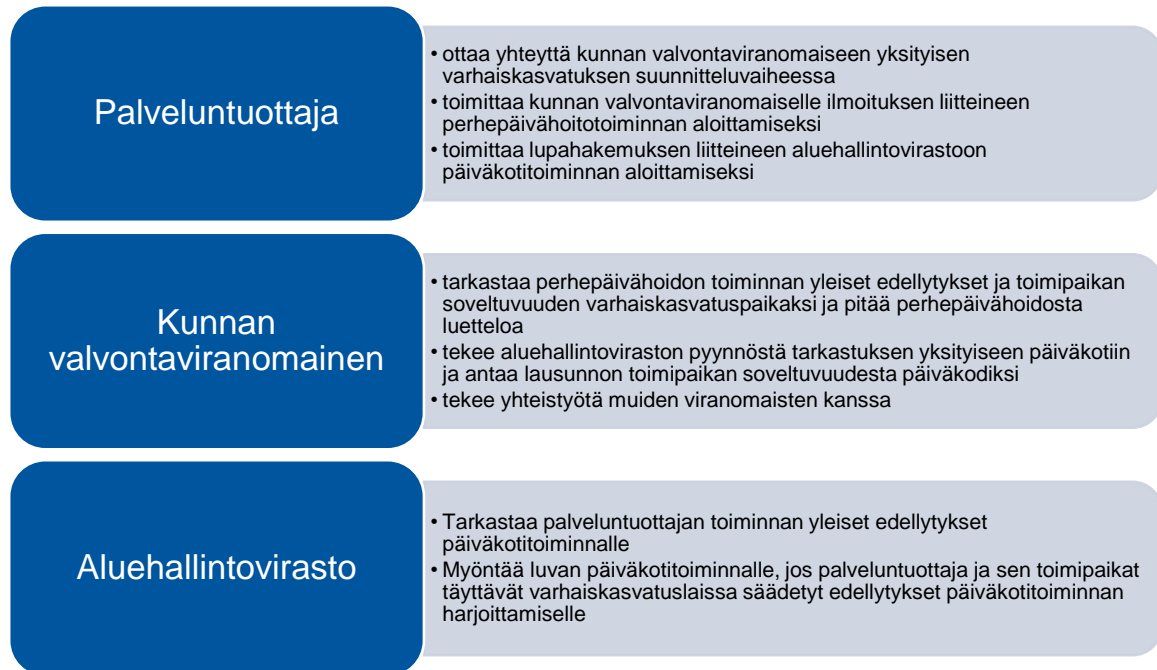 Palveluntuottaja
• ottaa yhteyttä kunnan valvontaviranomaiseen yksityisen
varhaiskasvatuksen suunnitteluvaiheessa
• toimittaa kunnan valvontaviranomaiselle ilmoituksen liitteineen
perhepäivähoitotoiminnan aloittamiseksi
• toimittaa lupahakemuksen liitteineen aluehallintovirastoon
päiväkotitoiminnan aloittamiseksi
Kunnan
valvontaviranomainen
• tarkastaa perhepäivähoidon toiminnan yleiset edellytykset ja toimipaikan
soveltuvuuden varhaiskasvatuspaikaksi ja pitää perhepäivähoidosta
luetteloa
• tekee aluehallintoviraston pyynnöstä tarkastuksen yksityiseen päiväkotiin
ja antaa lausunnon toimipaikan soveltuvuudesta päiväkodiksi
• tekee yhteistyötä muiden viranomaisten kanssa
Aluehallintovirasto
• Tarkastaa palveluntuottajan toiminnan yleiset edellytykset
päiväkotitoiminnalle
• Myöntää luvan päiväkotitoiminnalle, jos palveluntuottaja ja sen toimipaikat
täyttävät varhaiskasvatuslaissa säädetyt edellytykset päiväkotitoiminnan
harjoittamiselle